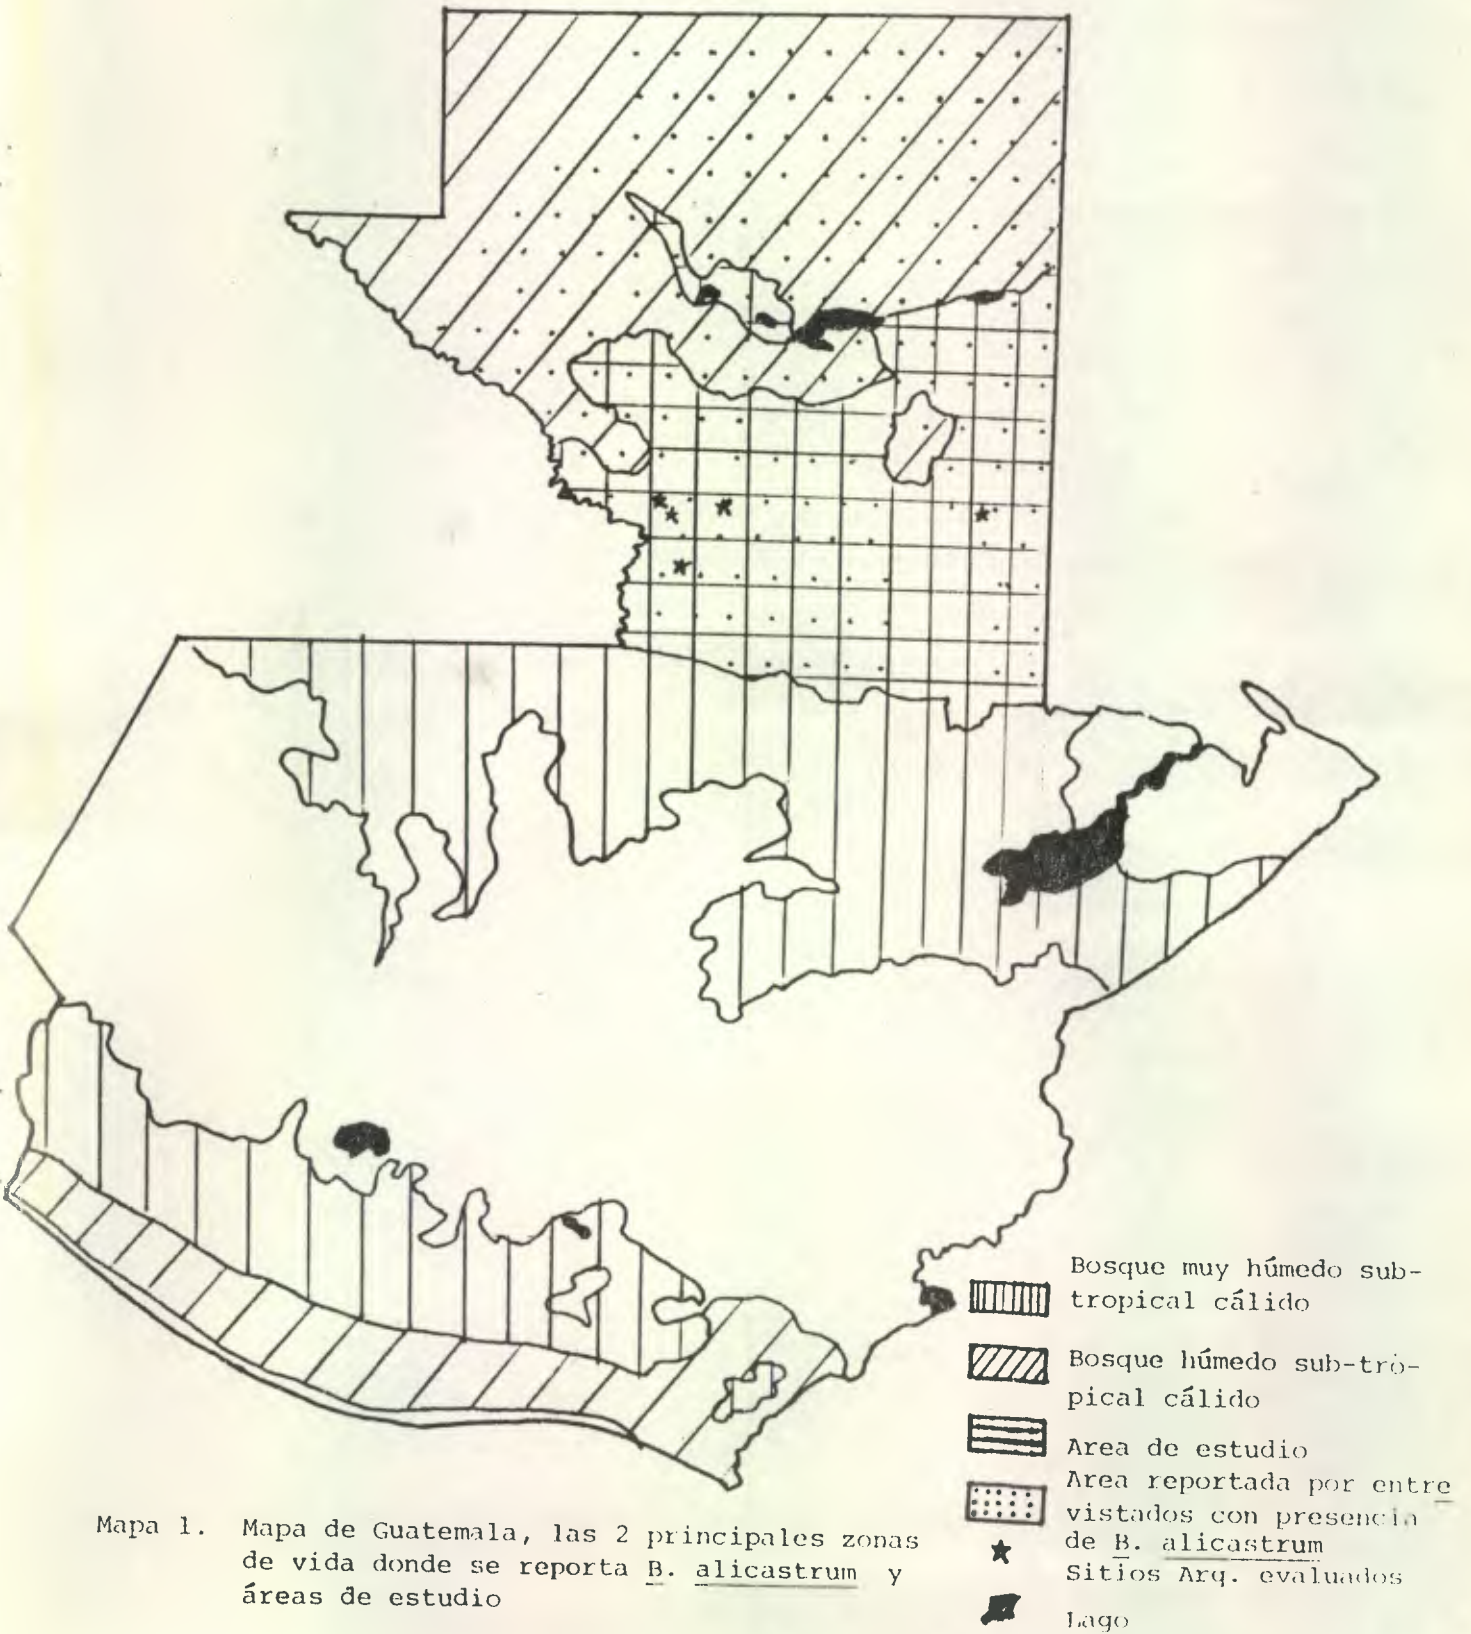 Bosque muy húmedo sub-
tropical cálido
Bosque húmedo sub-tro-
pical cálido
Area de estudio
Area reportada por entre
vistados con presencia
de B. alicastrum
Sitios Arq. evaluados
Lago
Mapa 1. Mapa de Guatemala, las 2 principales zonas
de vida donde se reporta B. alicastrum y
áreas de estudio